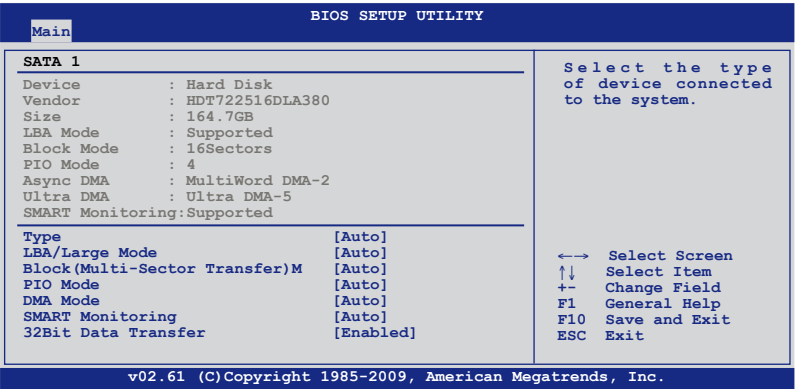 BIOS SETUP UTILITY
Main
SATA 1
Device : Hard Disk
Vendor : HDT722516DLA380
Size : 164.7GB
LBA Mode : Supported
Block Mode : 16Sectors
PIO Mode : 4
Async DMA : MultiWord DMA-2
Ultra DMA : Ultra DMA-5
SMART Monitoring:Supported
Type [Auto]
LBA/Large Mode [Auto]
Block(Multi-Sector Transfer)M [Auto]
PIO Mode [Auto]
DMA Mode [Auto]
SMART Monitoring [Auto]
32Bit Data Transfer [Enabled]
Select the type
of device connected
to the system.
←→ Select Screen
↑↓ Select Item
+- Change Field
F1 General Help
F10 Save and Exit
ESC Exit
v02.61 (C)Copyright 1985-2009, American Megatrends, Inc.